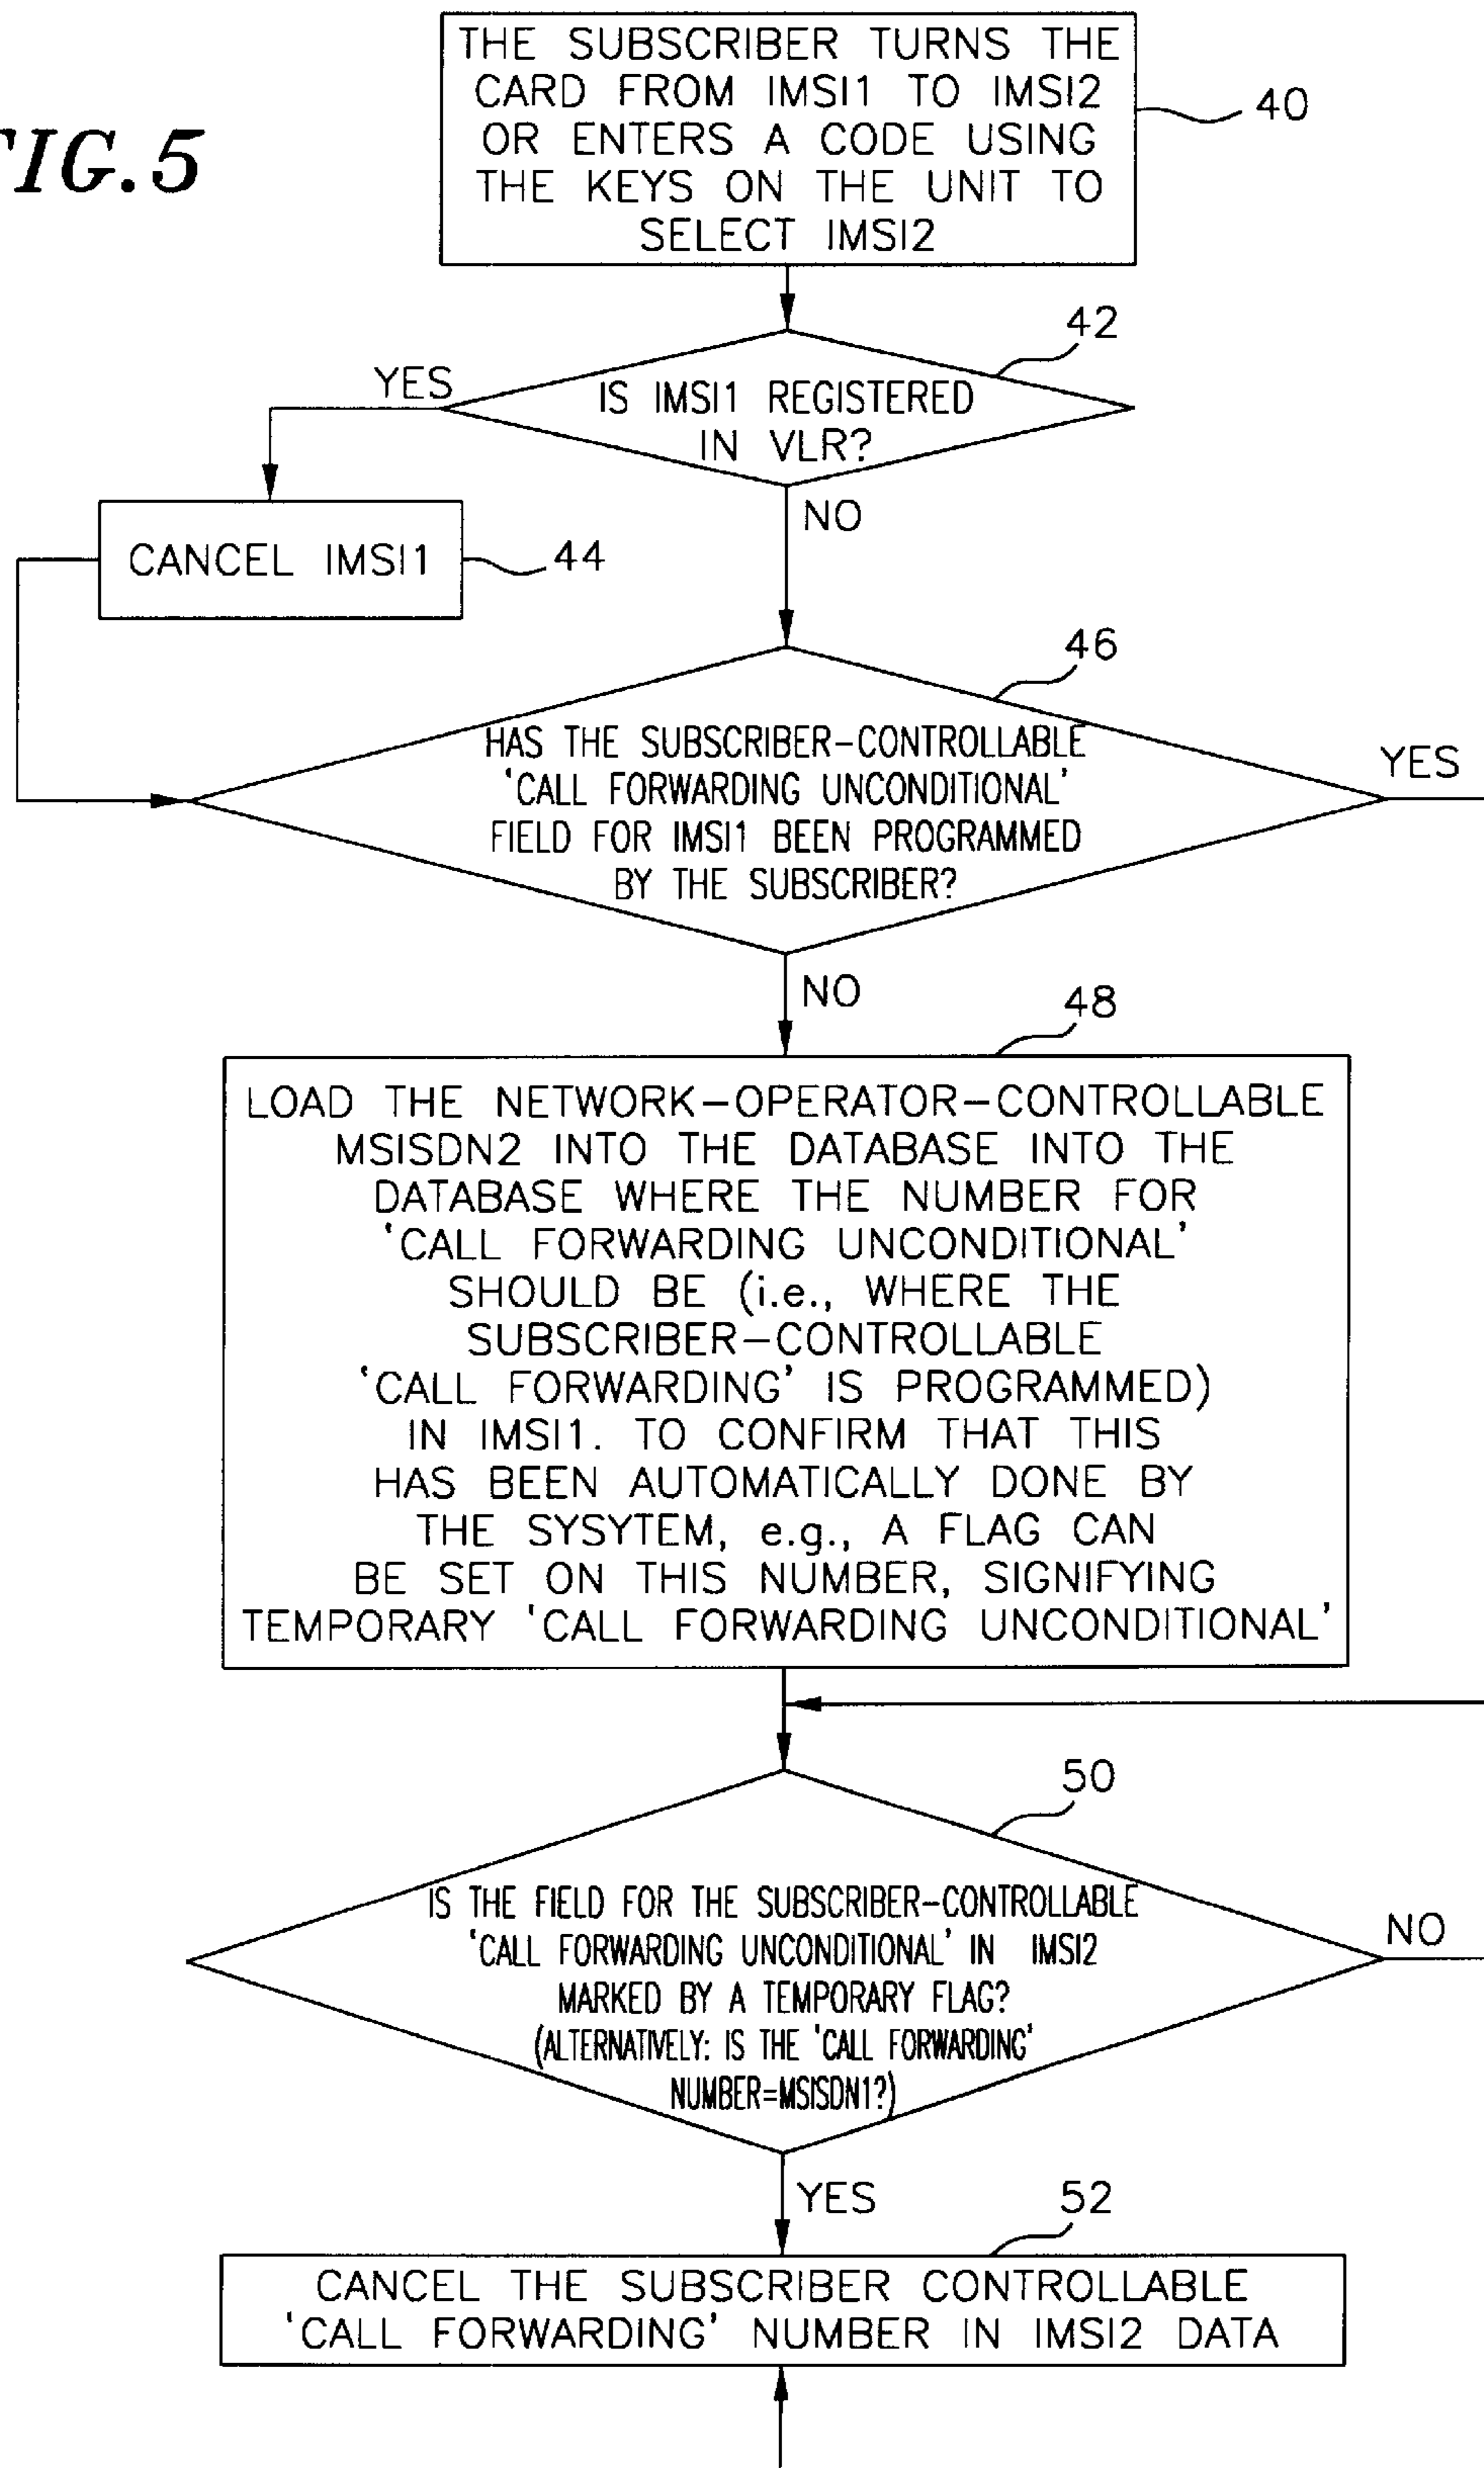 FIG.5
THE SUBSCRIBER TURNS THE
CARD FROM IMSI1 TO IMSI2
OR ENTERS A CODE USING
THE KEYS ON THE UNIT TO
SELECT IMSI2
40
42
YES
IS IMSI1 REGISTERED
IN VLR?
NO
CANCEL IMSI1
44
46
HAS THE SUBSCRIBER-CONTROLLABLE
'CALL FORWARDING UNCONDITIONAL'
FIELD FOR IMSI1 BEEN PROGRAMMED
BY THE SUBSCRIBER?
YES
NO
48
LOAD THE NETWORK-OPERATOR-CONTROLLABLE
MSISDN2 INTO THE DATABASE INTO THE
DATABASE WHERE THE NUMBER FOR
'CALL FORWARDING UNCONDITIONAL'
SHOULD BE (i.e., WHERE THE
SUBSCRIBER-CONTROLLABLE
'CALL FORWARDING' IS PROGRAMMED)
IN IMSI1. TO CONFIRM THAT THIS
HAS BEEN AUTOMATICALLY DONE BY
THE SYSYTEM, e.g., A FLAG CAN
BE SET ON THIS NUMBER, SIGNIFYING
TEMPORARY 'CALL FORWARDING UNCONDITIONAL'
50
IS THE FIELD FOR THE SUBSCRIBER-CONTROLLABLE
'CALL FORWARDING UNCONDITIONAL' IN IMSI2
MARKED BY A TEMPORARY FLAG?
(ALTERNATIVELY: IS THE 'CALL FORWARDING'
NUMBER=MSISDN1?)
NO
YES
52
CANCEL THE SUBSCRIBER CONTROLLABLE
'CALL FORWARDING' NUMBER IN IMSI2 DATA